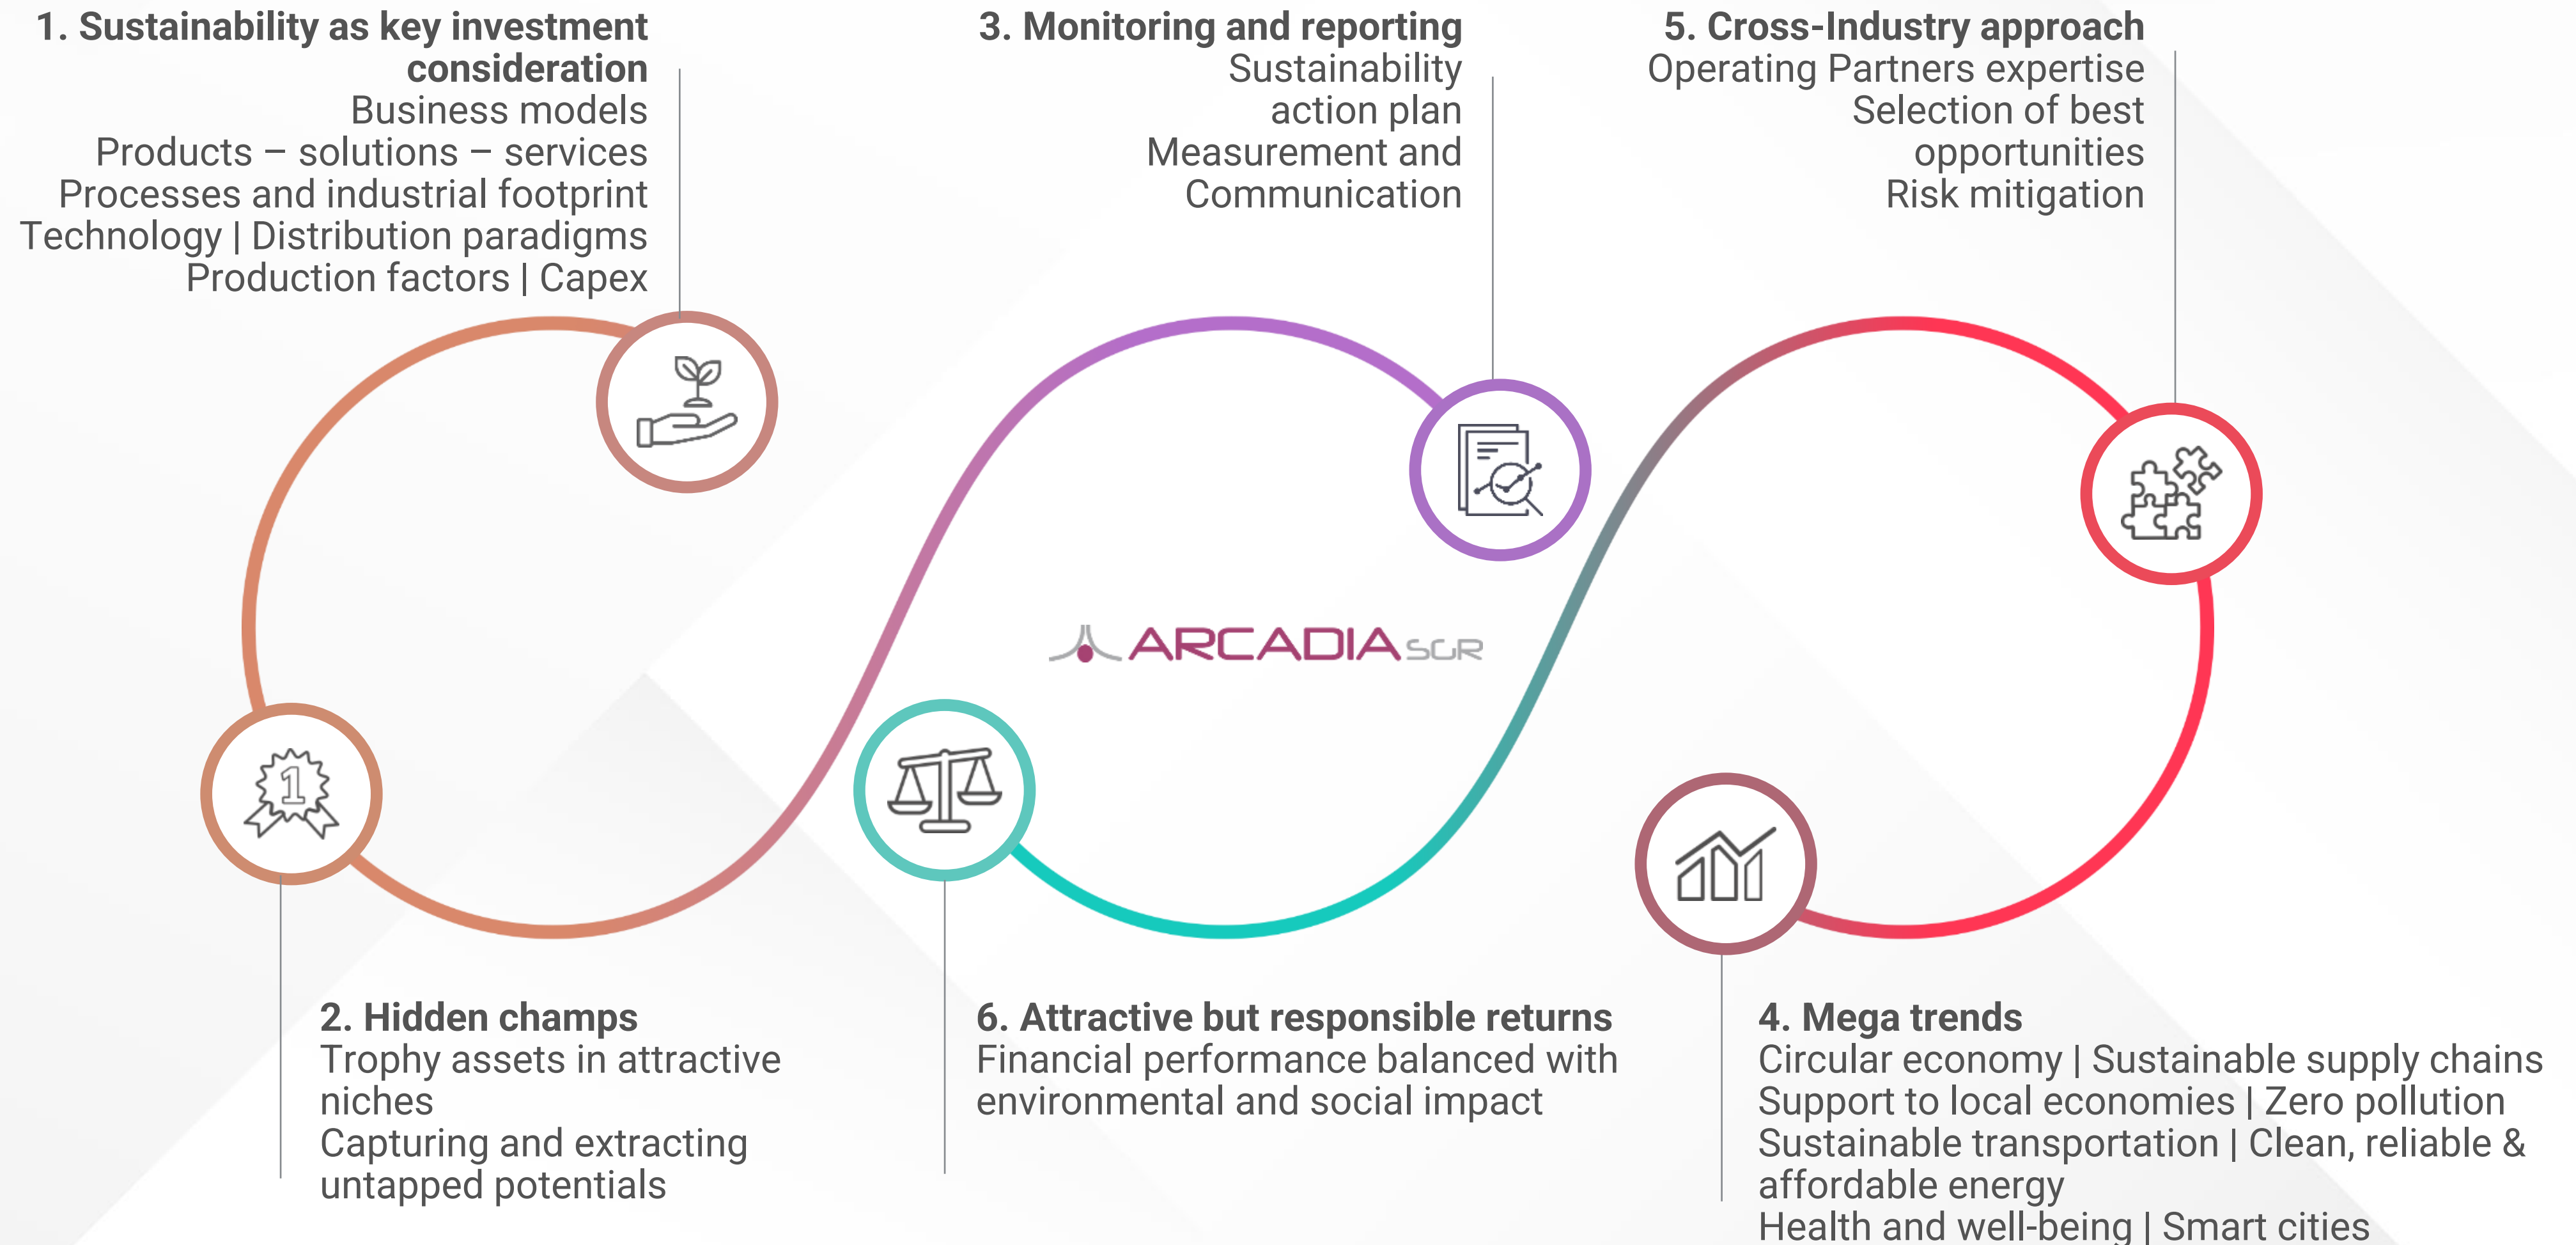 1. Sustainability as key investment
consideration
Business models
Products – solutions – services
Processes and industrial footprint
Technology | Distribution paradigms
Production factors | Capex
3. Monitoring and reporting
Sustainability
action plan
Measurement and
Communication
5. Cross-Industry approach
Operating Partners expertise
Selection of best
opportunities
Risk mitigation
ARCADIA SGR
1
2. Hidden champs
Trophy assets in attractive
niches
Capturing and extracting
untapped potentials
6. Attractive but responsible returns
Financial performance balanced with
environmental and social impact
4. Mega trends
Circular economy | Sustainable supply chains
Support to local economies | Zero pollution
Sustainable transportation | Clean, reliable &
affordable energy
Health and well-being | Smart cities